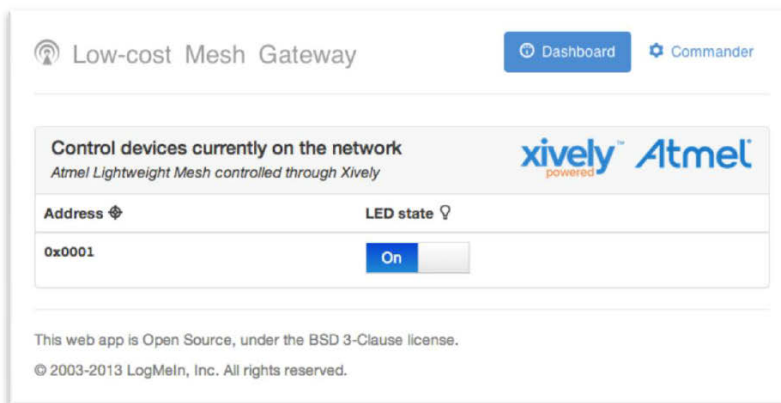 Low-cost Mesh Gateway
Dashboard
Commander
Control devices currently on the network
Atmel Lightweight Mesh controlled through Xively
xively™
powered
Atmel
Address
LED state
0x0001
On
This web app is Open Source, under the BSD 3-Clause license.
© 2003-2013 LogMeIn, Inc. All rights reserved.